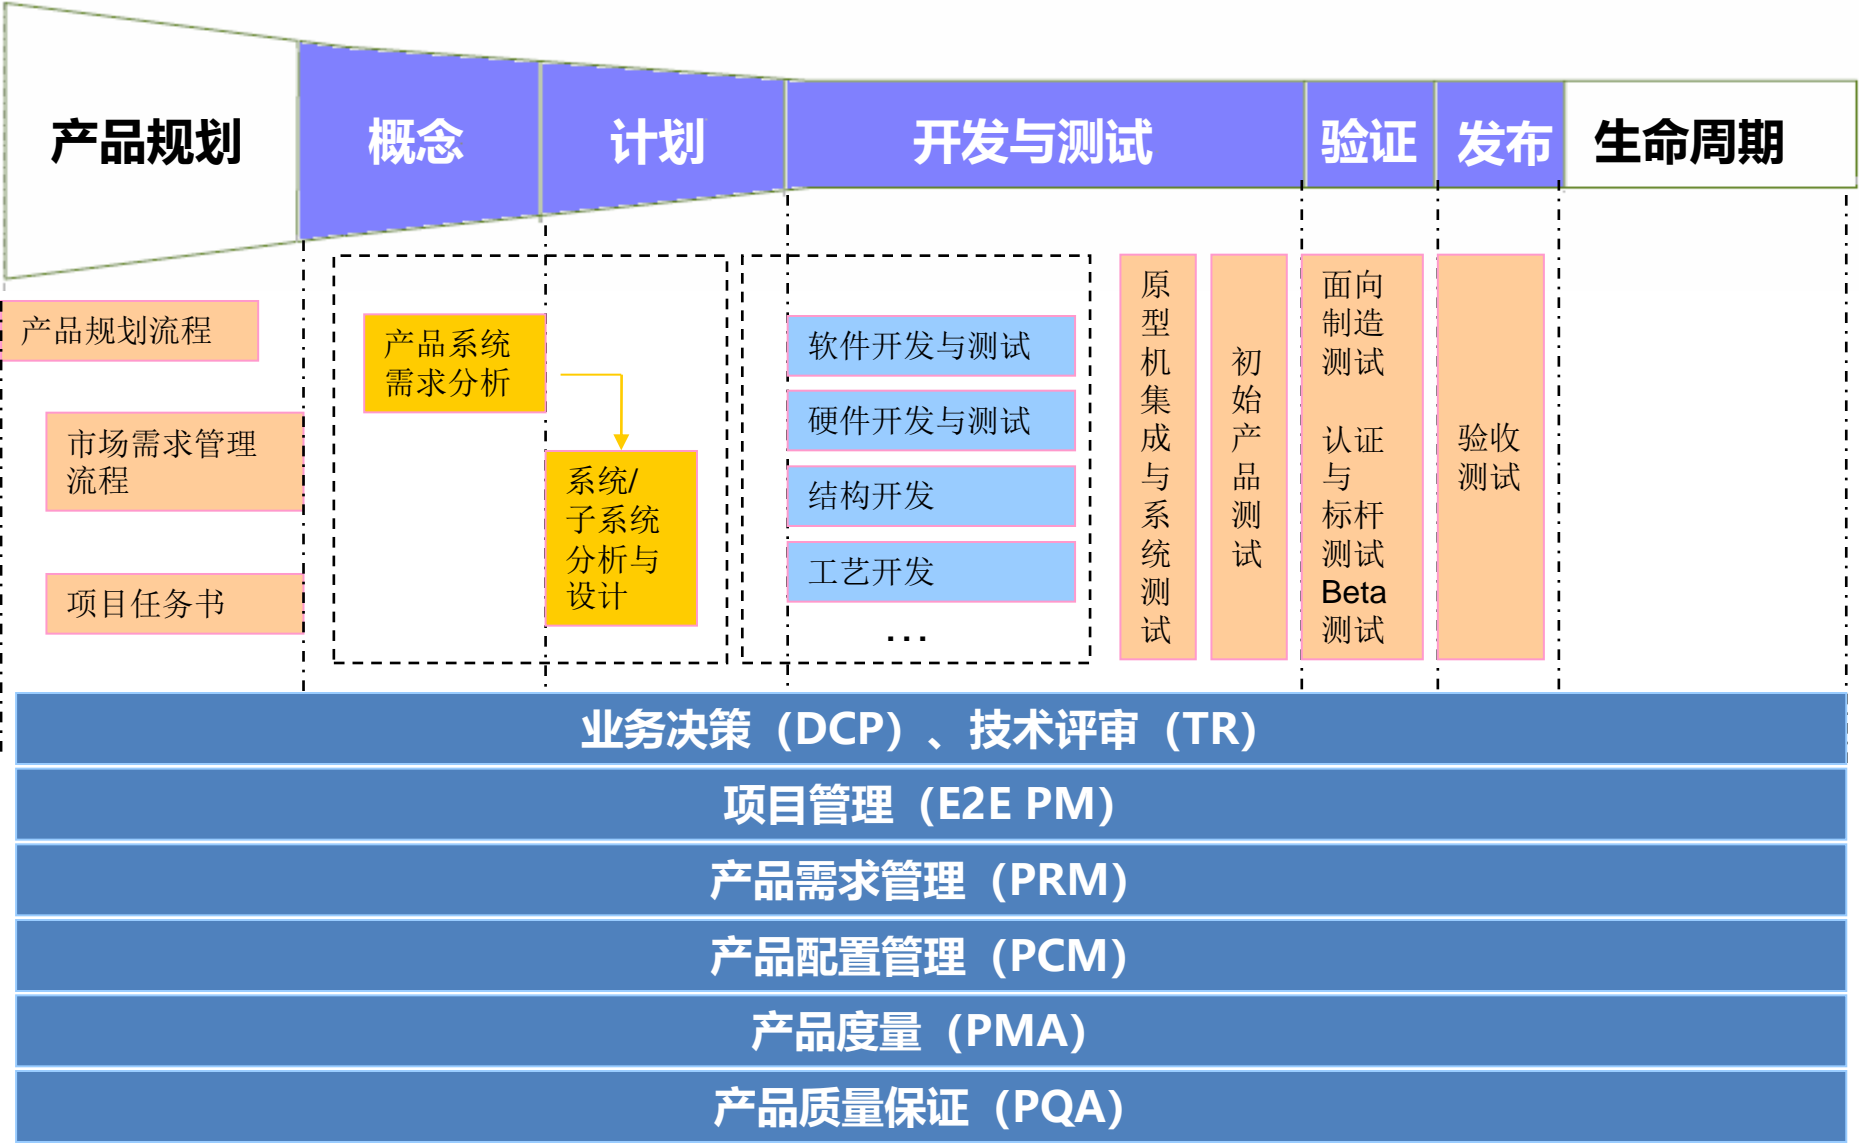 产品规划
概念
计划
开发与测试
验证
发布
生命周期
产品规划流程
市场需求管理
流程
项目任务书
产品系统
需求分析
系统/
子系统
分析与
设计
软件开发与测试
硬件开发与测试
结构开发
工艺开发
...
原
型
机
集
成
与
系
统
测
试
初
始
产
品
测
试
面向
制造
测试
认证
与
标杆
测试
Beta
测试
验收
测试
业务决策（DCP）、技术评审（TR）
项目管理（E2E PM）
产品需求管理（PRM）
产品配置管理（PCM）
产品度量（PMA）
产品质量保证（PQA）